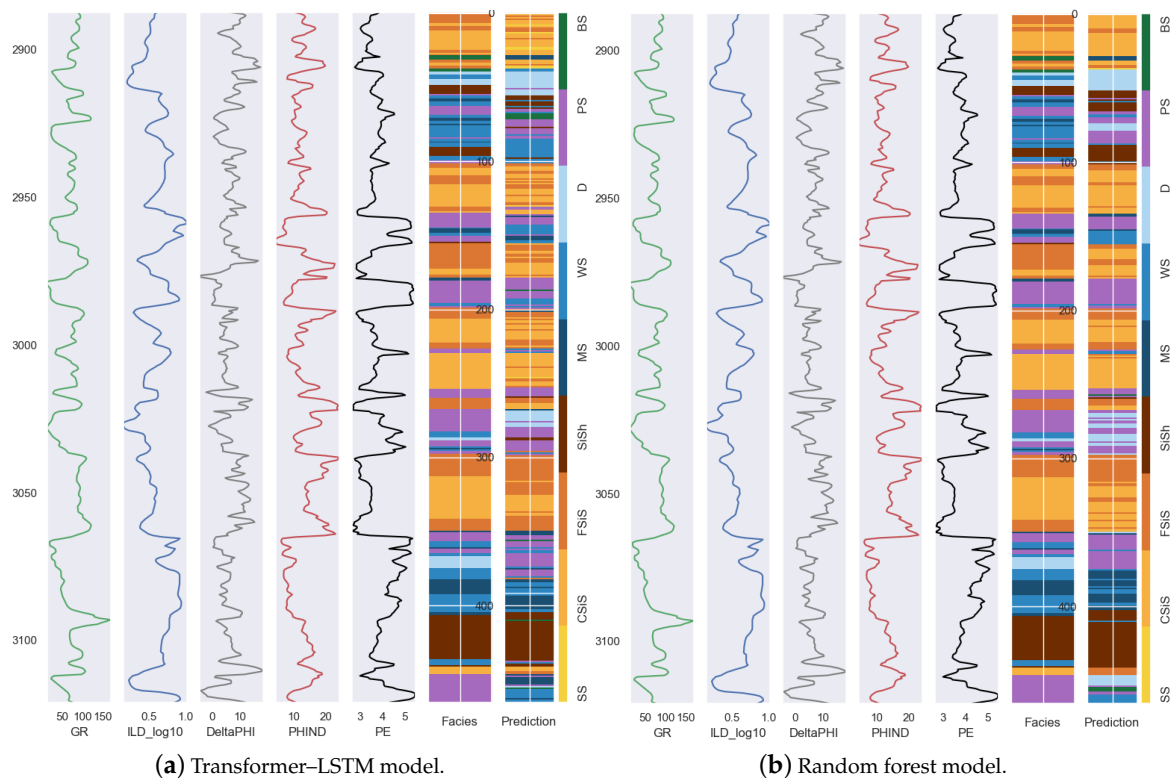 0
BS
2900
PS
100
D
2950
WS
200
3000
MS
SiSh
300
3050
FSiS
400
CSiS
3100
SS
50 100 150
0.5 1.0
0 10
10 20
3 4 5
Facies Prediction
GR ILD_log10 DeltaPHI PHIND PE
(a) Transformer–LSTM model.
0
BS
2900
PS
100
D
2950
WS
200
3000
MS
SiSh
300
3050
FSiS
400
CSiS
3100
SS
50 100 150
0.5 1.0
0 10
10 20
3 4 5
Facies Prediction
GR ILD_log10 DeltaPHI PHIND PE
(b) Random forest model.